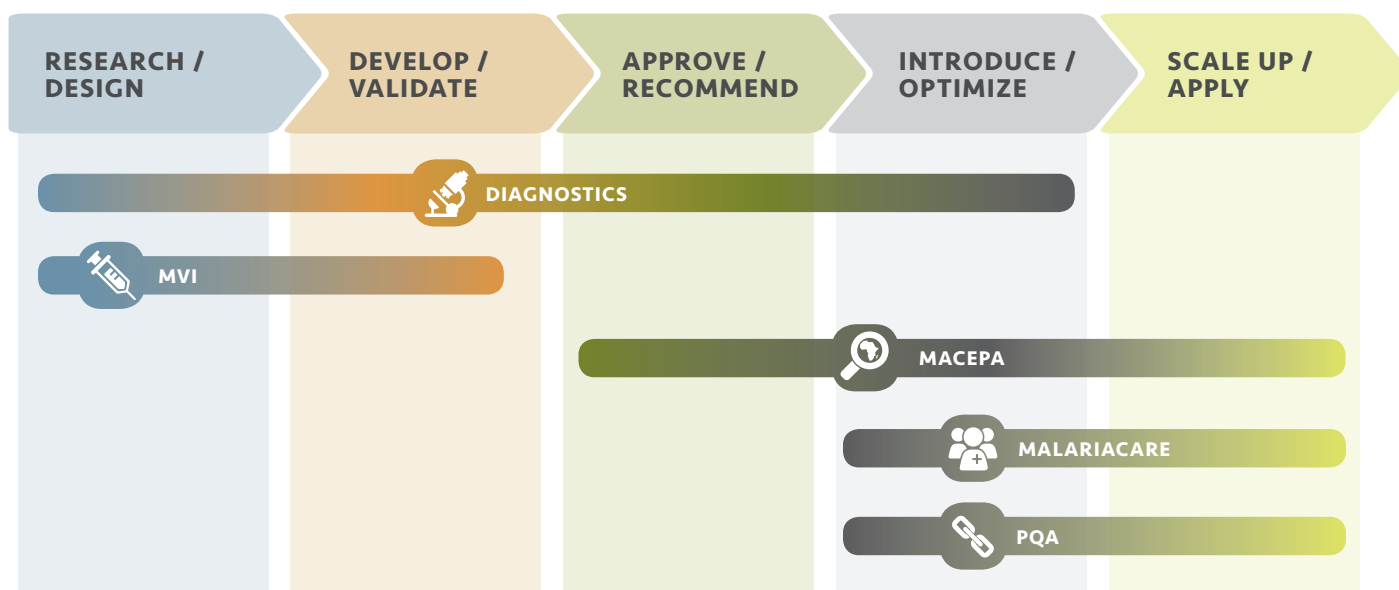 RESEARCH /
DESIGN
DEVELOP /
VALIDATE
APPROVE /
RECOMMEND
INTRODUCE /
OPTIMIZE
SCALE UP /
APPLY
DIAGNOSTICS
MVI
MACEPA
MALARIACARE
PQA